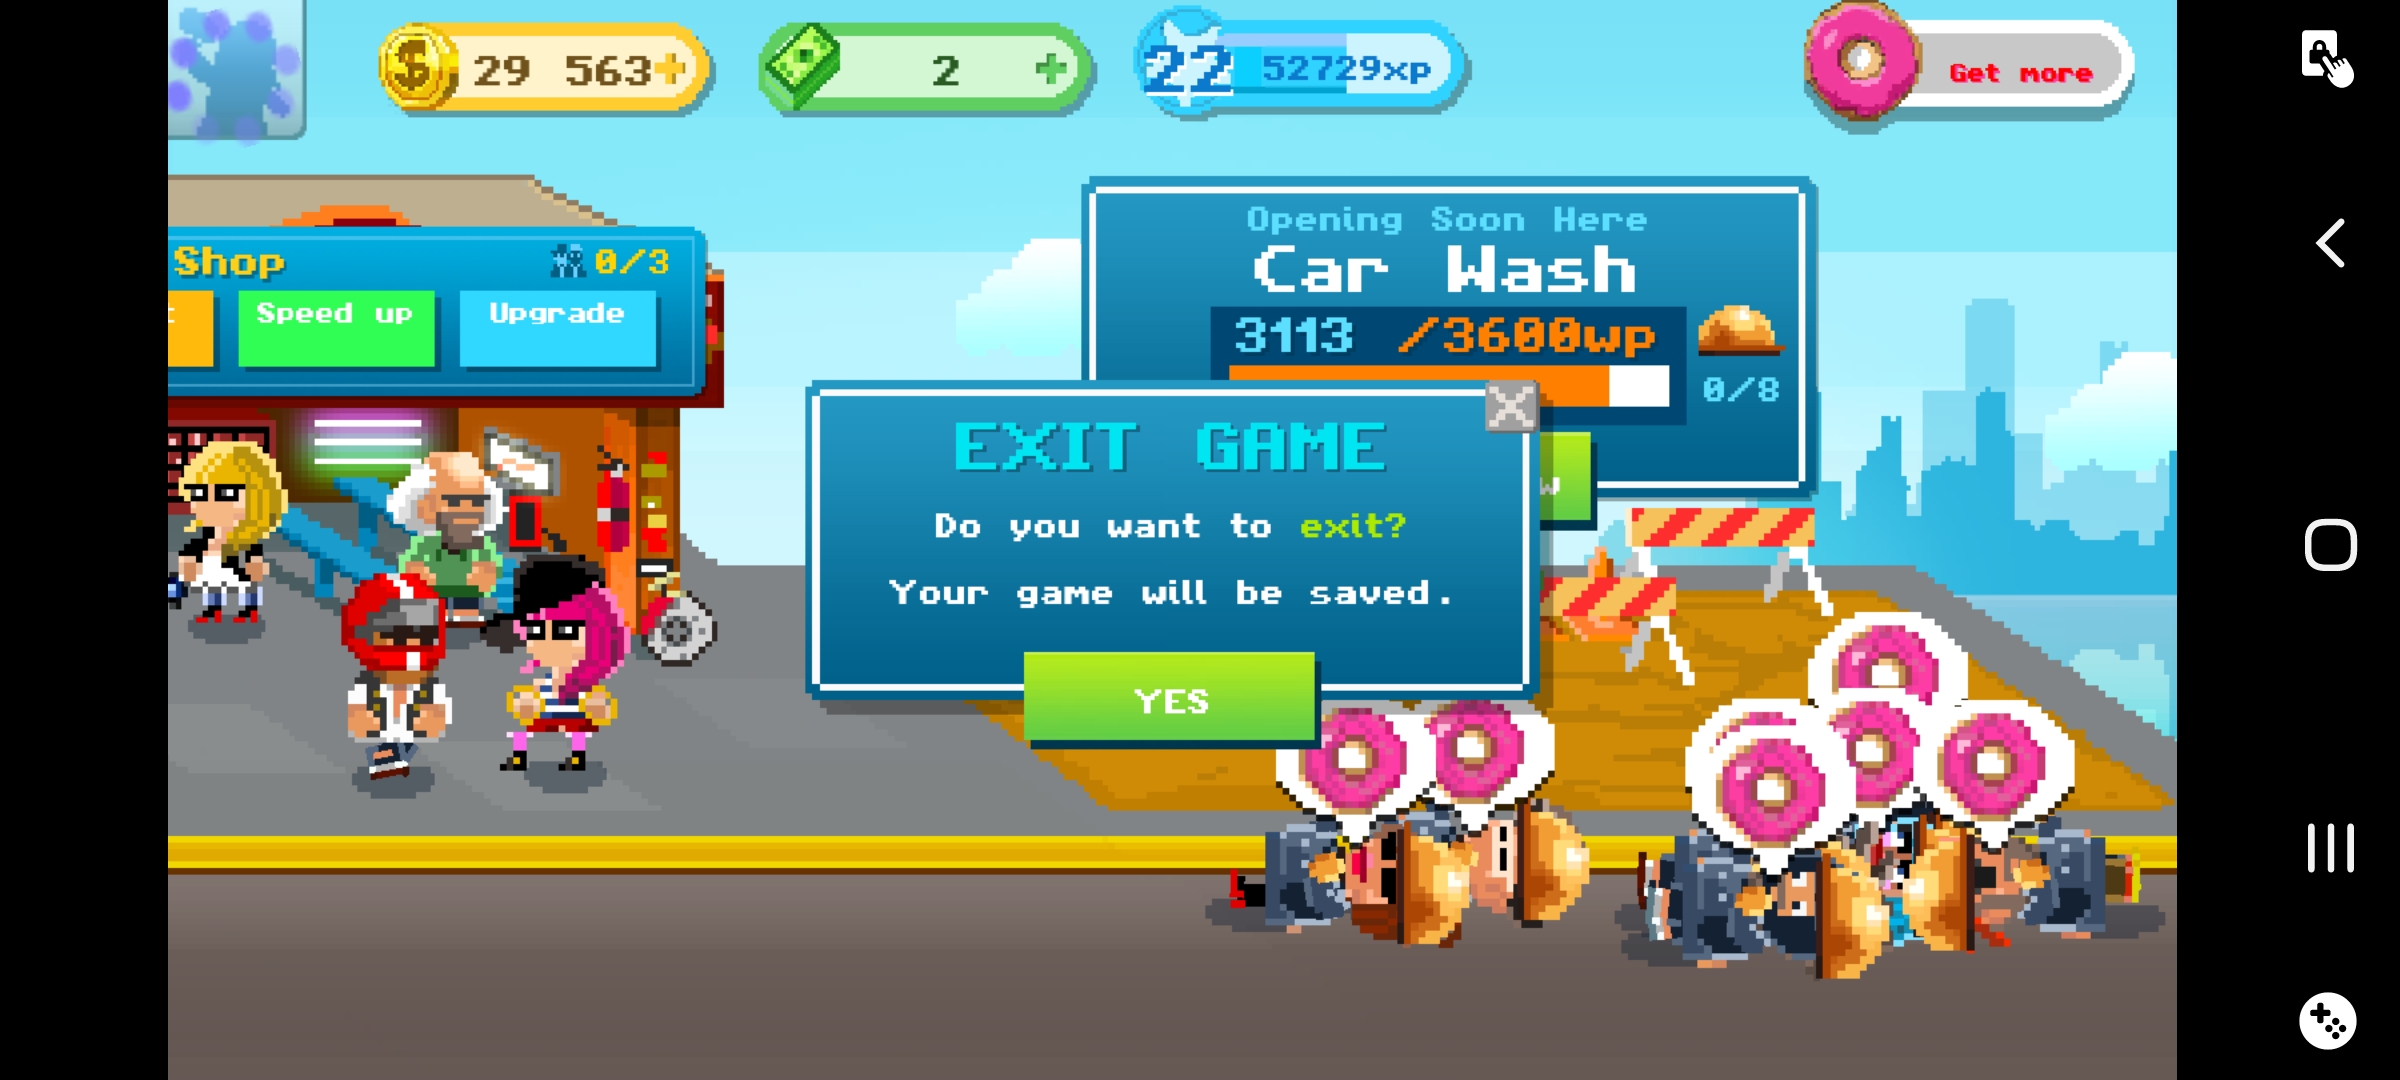 29 563+
2 +
22 52729xp
Get more
Shop 0/3
Speed up
Upgrade
Opening Soon Here
Car Wash
3113 /3600wp
0/8
EXIT GAME
Do you want to exit?
Your game will be saved.
YES